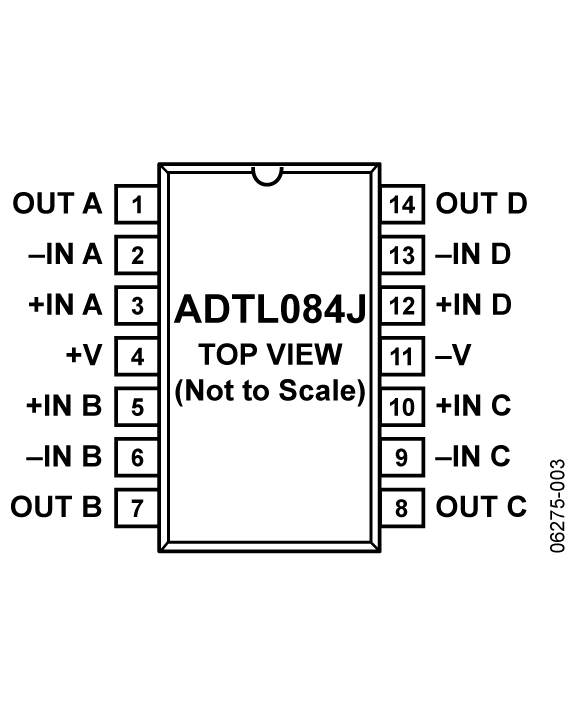 OUT A 1
–IN A 2
+IN A 3
+V 4
+IN B 5
–IN B 6
OUT B 7
ADTL084J
TOP VIEW
(Not to Scale)
14 OUT D
13 –IN D
12 +IN D
11 –V
10 +IN C
9 –IN C
8 OUT C
06275-003